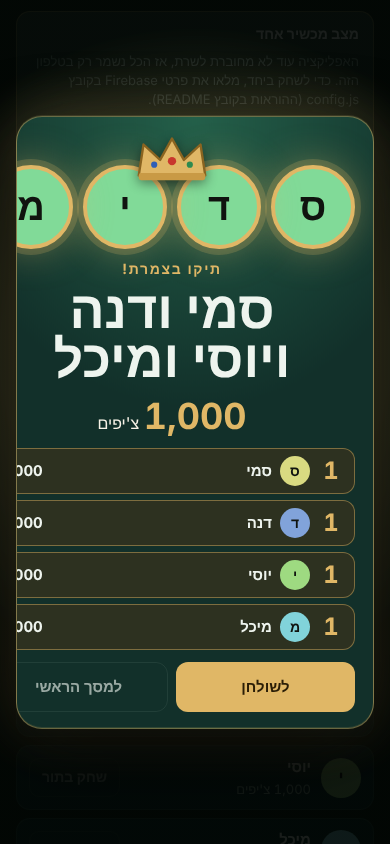 מצב מכשיר אחד
האפליקציה עוד לא מחוברת לשרת, אז הכל נשמר רק בטלפון
הזה. כדי לשחק ביחד, מלאו את פרטי Firebase בקובץ
config.js (ההוראות בקובץ README).
ס ד י מ
תיקו בצמרת!
סמי ודנה
ויוסי ומיכל
1,000 צ'יפים
1 ס סמי 000
1 ד דנה 000
1 י יוסי 000
1 מ מיכל 000
לשולחן
למסך הראשי
י יוסי שחק בתור
1,000 צ'יפים
מיכל